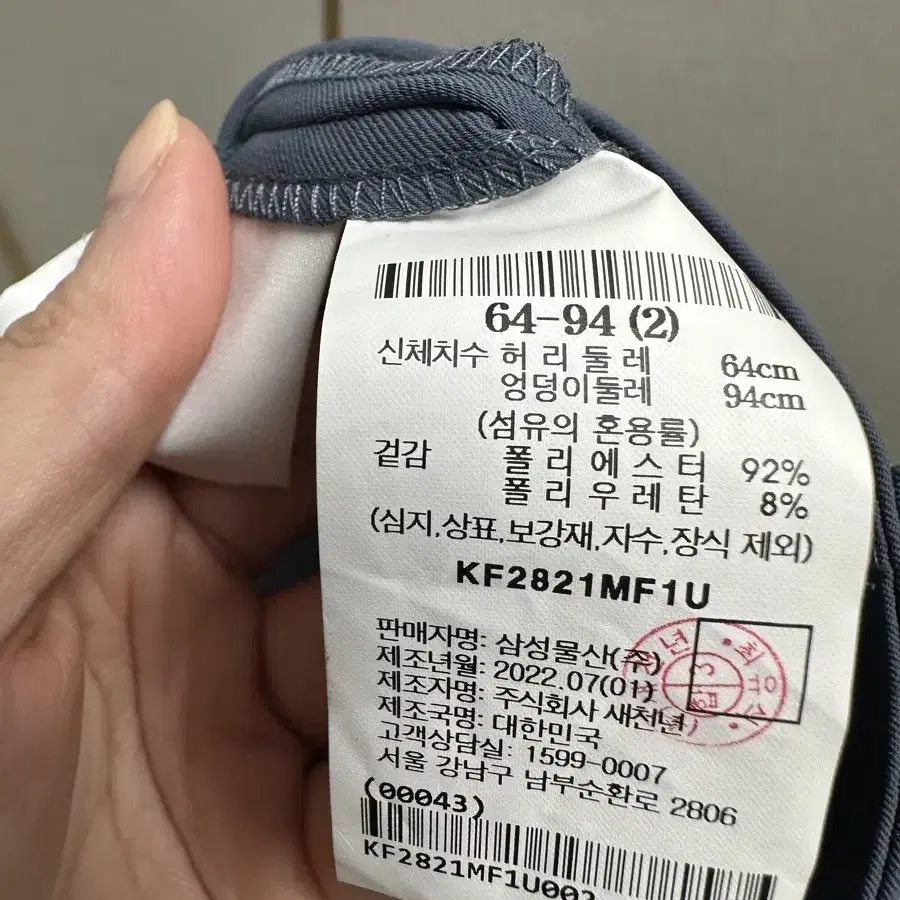 64-94 (2)
신체치수 허 리 둘 레 64cm
엉덩이둘레 94cm
(섬유의 혼용률)
겉감 폴 리 에 스 터 92%
폴 리 우 레 탄 8%
(심지,상표,보강재,자수,장식 제외)
KF2821MF1U
판매자명: 삼성물산(주)
제조년월: 2022.07(01)
제조자명: 주식회사 새천년
제조국명: 대한민국
고객상담실: 1599-0007
서울 강남구 남부순환로 2806
(00043)
KF2821MF1U002